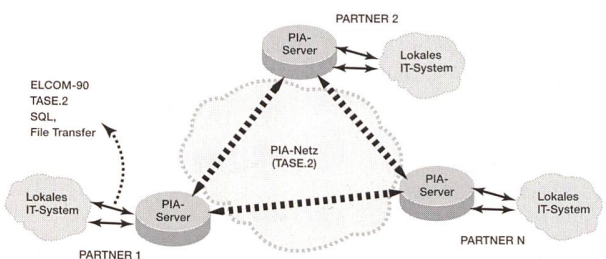 PARTNER 2
PIA-
Server
Lokales
IT-System
ELCOM-90
TASE.2
SQL,
File Transfer
PIA-Netz
(TASE.2)
Lokales
IT-System
PIA-
Server
PARTNER 1
PIA-
Server
Lokales
IT-System
PARTNER N